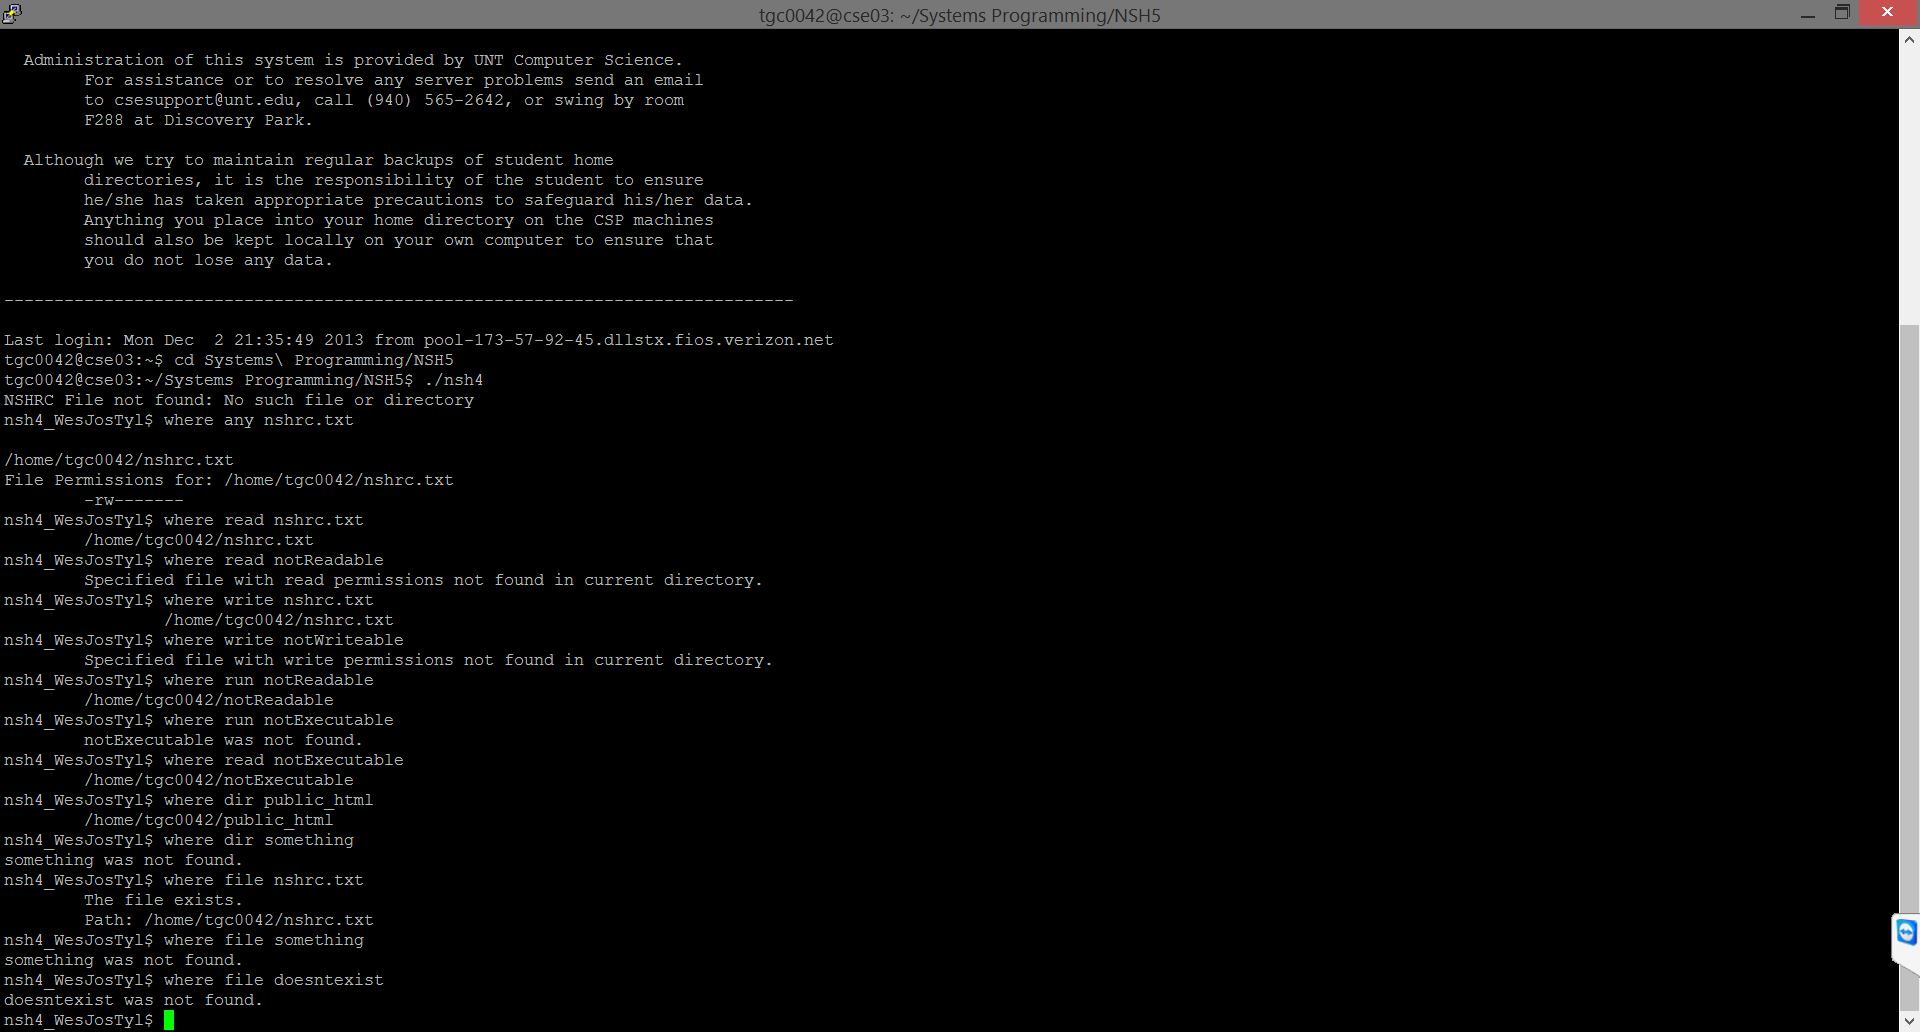 tgc0042@cse03: ~/Systems Programming/NSH5
Administration of this system is provided by UNT Computer Science.
For assistance or to resolve any server problems send an email
to csesupport@unt.edu, call (940) 565-2642, or swing by room
F288 at Discovery Park.
Although we try to maintain regular backups of student home
directories, it is the responsibility of the student to ensure
he/she has taken appropriate precautions to safeguard his/her data.
Anything you place into your home directory on the CSP machines
should also be kept locally on your own computer to ensure that
you do not lose any data.
-------------------------------------------------------------------------------
Last login: Mon Dec  2 21:35:49 2013 from pool-173-57-92-45.dllstx.fios.verizon.net
tgc0042@cse03:~$ cd Systems\ Programming/NSH5
tgc0042@cse03:~/Systems Programming/NSH5$ ./nsh4
NSHRC File not found: No such file or directory
nsh4_WesJosTyl$ where any nshrc.txt
/home/tgc0042/nshrc.txt
File Permissions for: /home/tgc0042/nshrc.txt
-rw-------
nsh4_WesJosTyl$ where read nshrc.txt
/home/tgc0042/nshrc.txt
nsh4_WesJosTyl$ where read notReadable
Specified file with read permissions not found in current directory.
nsh4_WesJosTyl$ where write nshrc.txt
/home/tgc0042/nshrc.txt
nsh4_WesJosTyl$ where write notWriteable
Specified file with write permissions not found in current directory.
nsh4_WesJosTyl$ where run notReadable
/home/tgc0042/notReadable
nsh4_WesJosTyl$ where run notExecutable
notExecutable was not found.
nsh4_WesJosTyl$ where read notExecutable
/home/tgc0042/notExecutable
nsh4_WesJosTyl$ where dir public_html
/home/tgc0042/public_html
nsh4_WesJosTyl$ where dir something
something was not found.
nsh4_WesJosTyl$ where file nshrc.txt
The file exists.
Path: /home/tgc0042/nshrc.txt
nsh4_WesJosTyl$ where file something
something was not found.
nsh4_WesJosTyl$ where file doesntexist
doesntexist was not found.
nsh4_WesJosTyl$